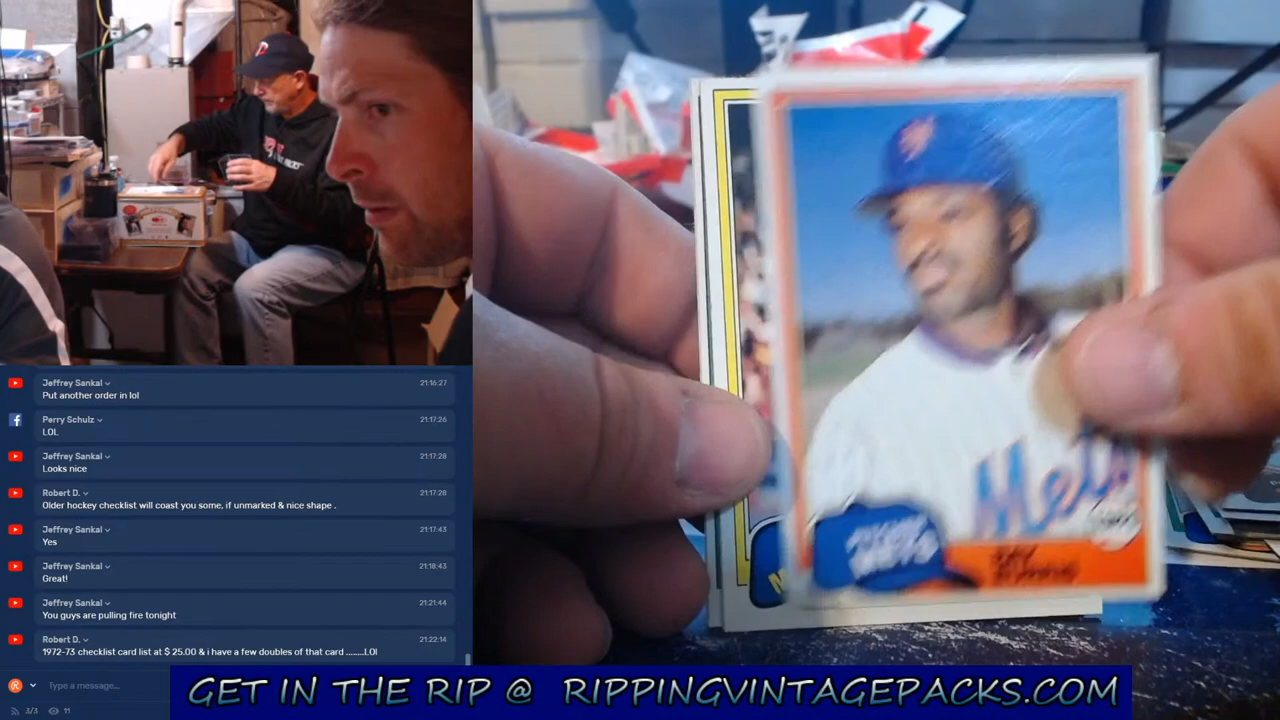 Jeffrey Sankal
21:16:27
Put another order in lol
Perry Schulz
21:17:26
LOL
Jeffrey Sankal
21:17:28
Looks nice
Robert D.
21:17:28
Older hockey checklist will coast you some, if unmarked & nice shape .
Jeffrey Sankal
21:17:43
Yes
Jeffrey Sankal
21:18:43
Great!
Jeffrey Sankal
21:21:44
You guys are pulling fire tonight
Robert D.
21:22:14
1972-73 checklist card list at $ 25.00 & i have a few doubles of that card ........LOl
Type a message...
3/3
11
Mets
METS
GET IN THE RIP @ RIPPINGVINTAGEPACKS.COM